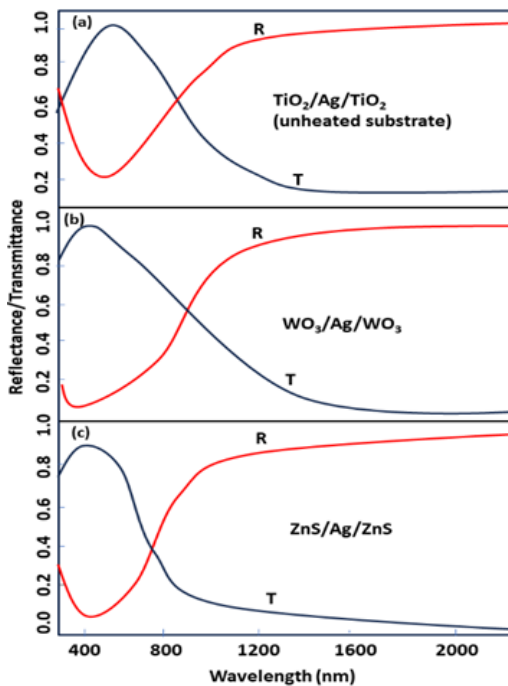 (a)
R
TiO₂/Ag/TiO₂
(unheated substrate)
T
1.0
0.8
0.6
0.4
0.2
(b)
R
WO₃/Ag/WO₃
T
1.0
0.8
0.6
0.4
0.2
1.0
(c)
R
ZnS/Ag/ZnS
T
0.8
0.6
0.4
0.2
0.0
Reflectance/Transmittance
400 800 1200 1600 2000
Wavelength (nm)